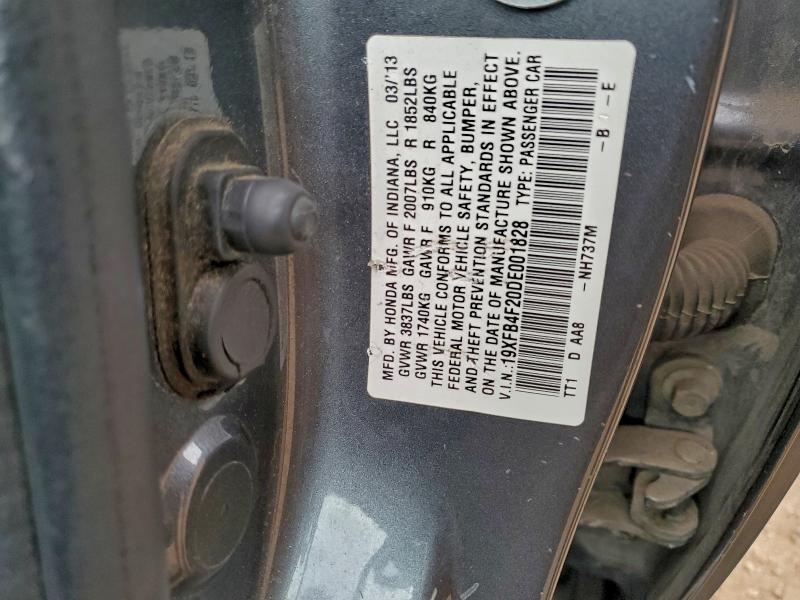 MFD. BY HONDA MFG. OF INDIANA, LLC 03/'13
GVWR 3837LBS GAWR F 2007LBS R 1852LBS
GVWR 1740KG GAWR F 910KG R 840KG
THIS VEHICLE CONFORMS TO ALL APPLICABLE
FEDERAL MOTOR VEHICLE SAFETY, BUMPER,
AND THEFT PREVENTION STANDARDS IN EFFECT
ON THE DATE OF MANUFACTURE SHOWN ABOVE.
V.I.N.:19XFB4F20DE001828 TYPE: PASSENGER CAR
TT1 D AA8 -NH737M -B -E